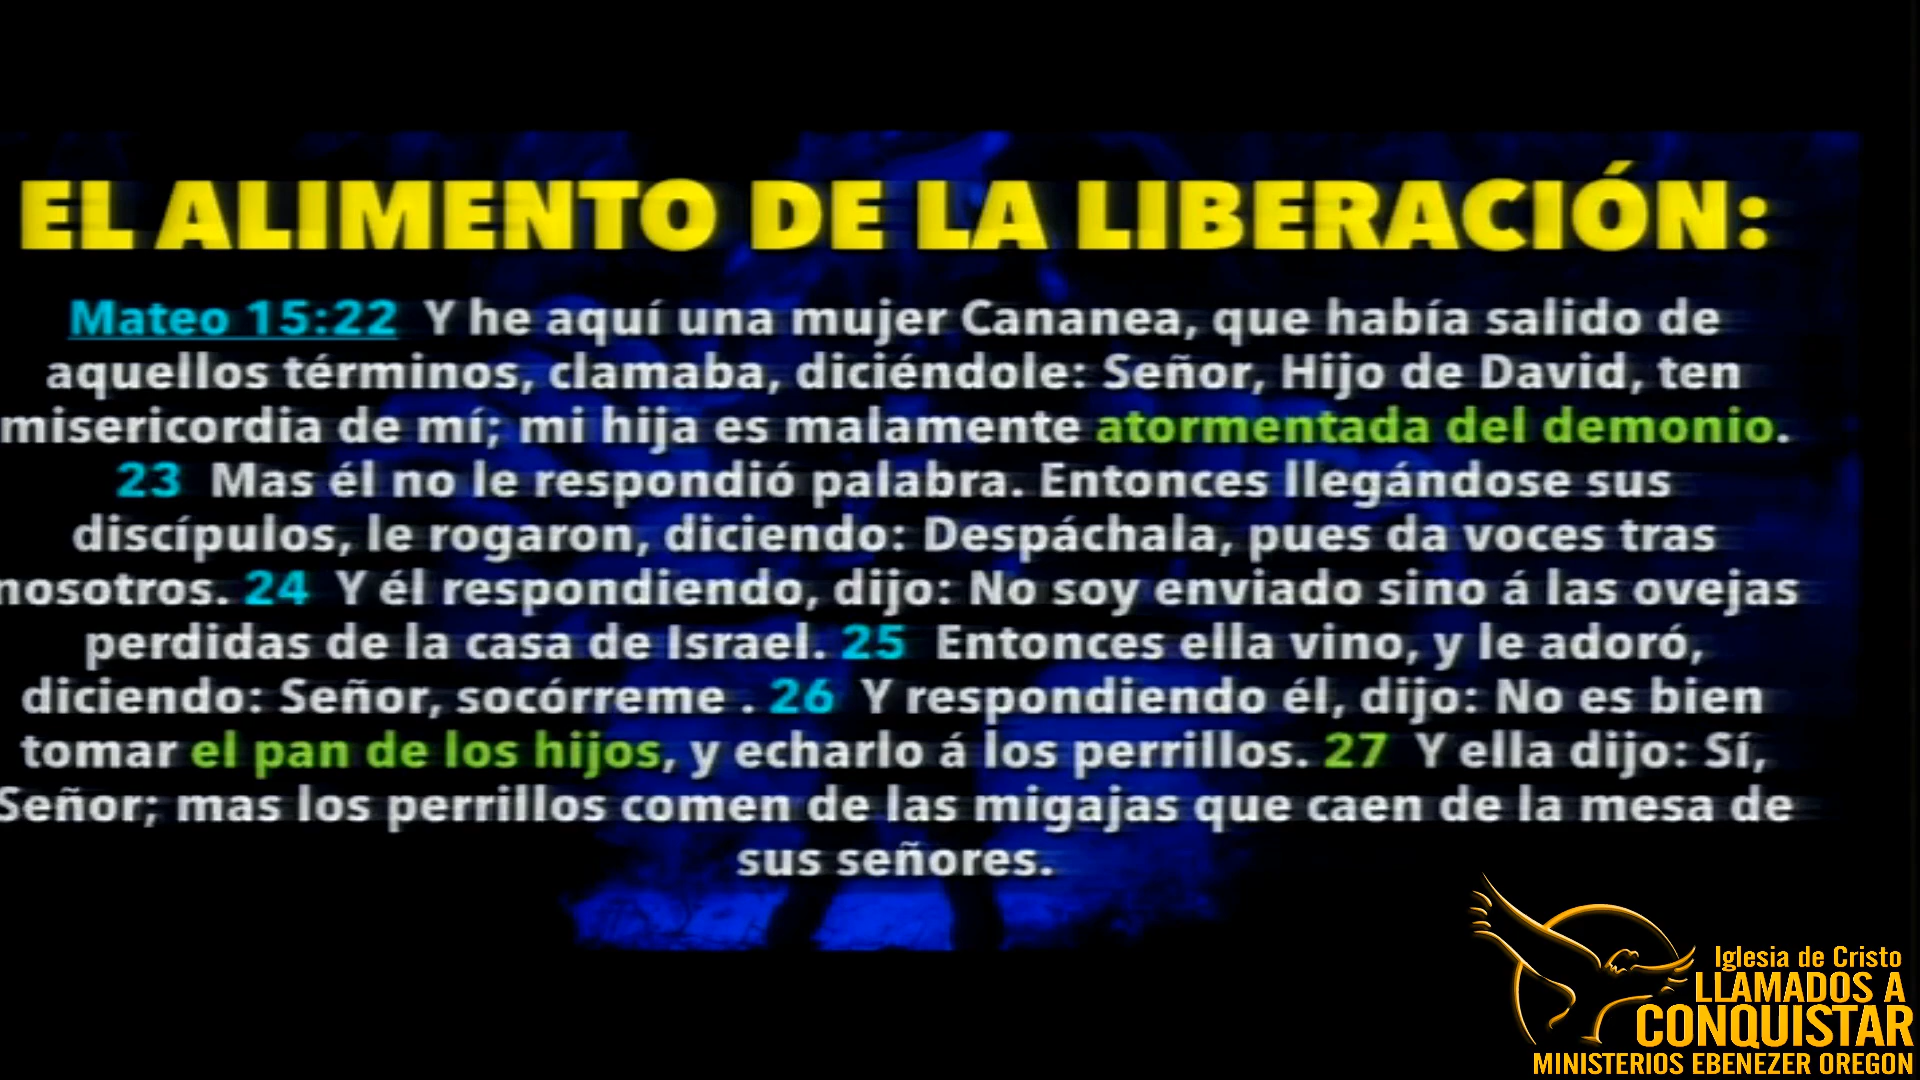 EL ALIMENTO DE LA LIBERACIÓN:
Mateo 15:22 Y he aquí una mujer Cananea, que había salido de
aquellos términos, clamaba, diciéndole: Señor, Hijo de David, ten
misericordia de mí; mi hija es malamente atormentada del demonio.
23 Mas él no le respondió palabra. Entonces llegándose sus
discípulos, le rogaron, diciendo: Despáchala, pues da voces tras
nosotros. 24 Y él respondiendo, dijo: No soy enviado sino á las ovejas
perdidas de la casa de Israel. 25 Entonces ella vino, y le adoró,
diciendo: Señor, socórreme . 26 Y respondiendo él, dijo: No es bien
tomar el pan de los hijos, y echarlo á los perrillos. 27 Y ella dijo: Sí,
Señor; mas los perrillos comen de las migajas que caen de la mesa de
sus señores.
Iglesia de Cristo
LLAMADOS A
CONQUISTAR
MINISTERIOS EBENEZER OREGON